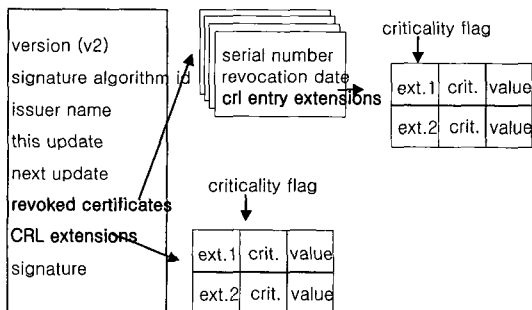 version (v2)
signature algorithm id
issuer name
this update
next update
revoked certificates
CRL extensions
signature
serial number
revocation date
crl entry extensions
criticality flag
ext.1 crit. value
ext.2 crit. value
criticality flag
ext.1 crit. value
ext.2 crit. value